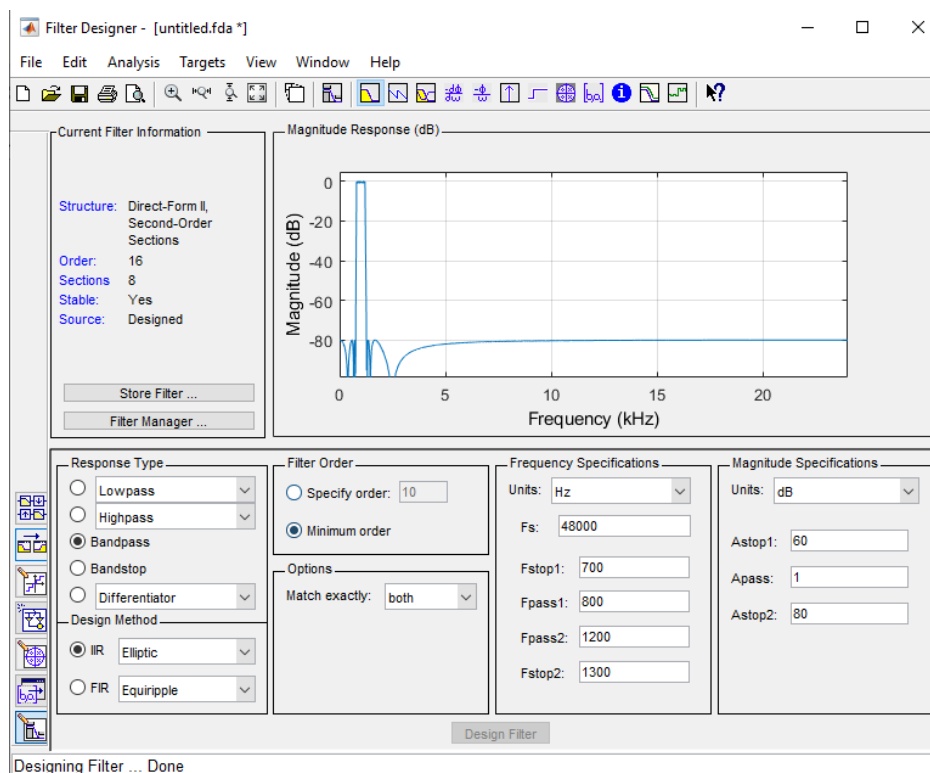 Filter Designer - [untitled.fda *]
File Edit Analysis Targets View Window Help
Current Filter Information
Structure: Direct-Form II,
Second-Order
Sections
Order: 16
Sections 8
Stable: Yes
Source: Designed
Store Filter ...
Filter Manager ...
Magnitude Response (dB)
Magnitude (dB)
0
-20
-40
-60
-80
0 5 10 15 20
Frequency (kHz)
Response Type
Lowpass
Highpass
Bandpass
Bandstop
Differentiator
Design Method
IIR Elliptic
FIR Equiripple
Filter Order
Specify order: 10
Minimum order
Options
Match exactly: both
Frequency Specifications
Units: Hz
Fs: 48000
Fstop1: 700
Fpass1: 800
Fpass2: 1200
Fstop2: 1300
Magnitude Specifications
Units: dB
Astop1: 60
Apass: 1
Astop2: 80
Design Filter
Designing Filter ... Done